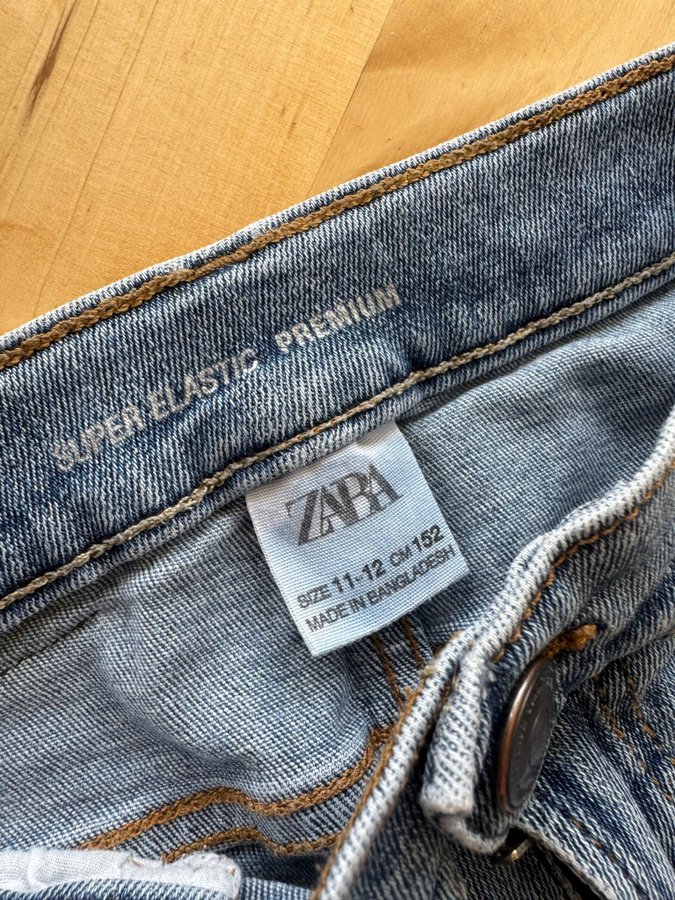 SUPER ELASTIC PREMIUM
ZARA
SIZE 11-12 CM 152
MADE IN BANGLADESH